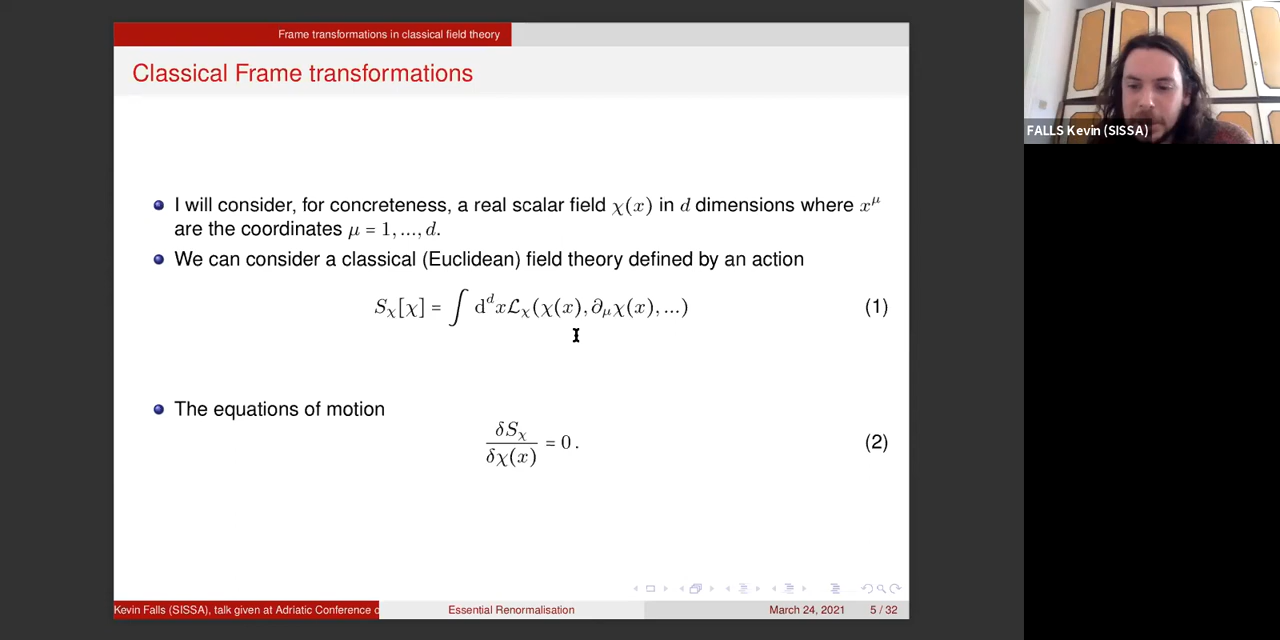 Frame transformations in classical field theory
Classical Frame transformations
I will consider, for concreteness, a real scalar field χ(x) in d dimensions where x^μ
are the coordinates μ = 1, ..., d.
We can consider a classical (Euclidean) field theory defined by an action
S_χ[χ] = ∫ d^d x ℒ_χ(χ(x), ∂_μ χ(x), ...) (1)
The equations of motion
δS_χ / δχ(x) = 0 . (2)
Kevin Falls (SISSA), talk given at Adriatic Conference o
Essential Renormalisation
March 24, 2021
5 / 32
FALLS Kevin (SISSA)